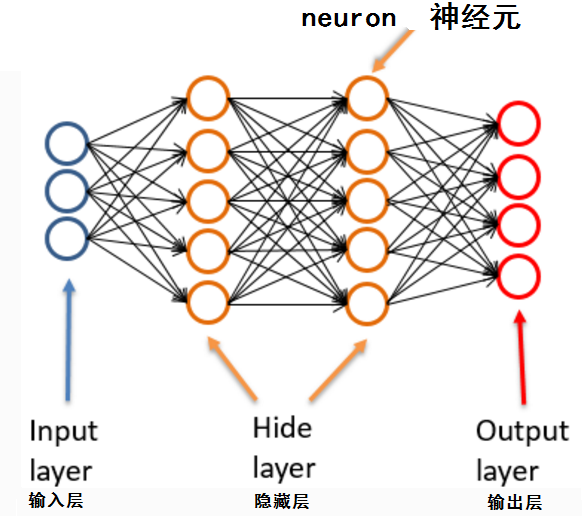 neuron 神经元
Input
layer
输入层
Hide
layer
隐藏层
Output
layer
输出层